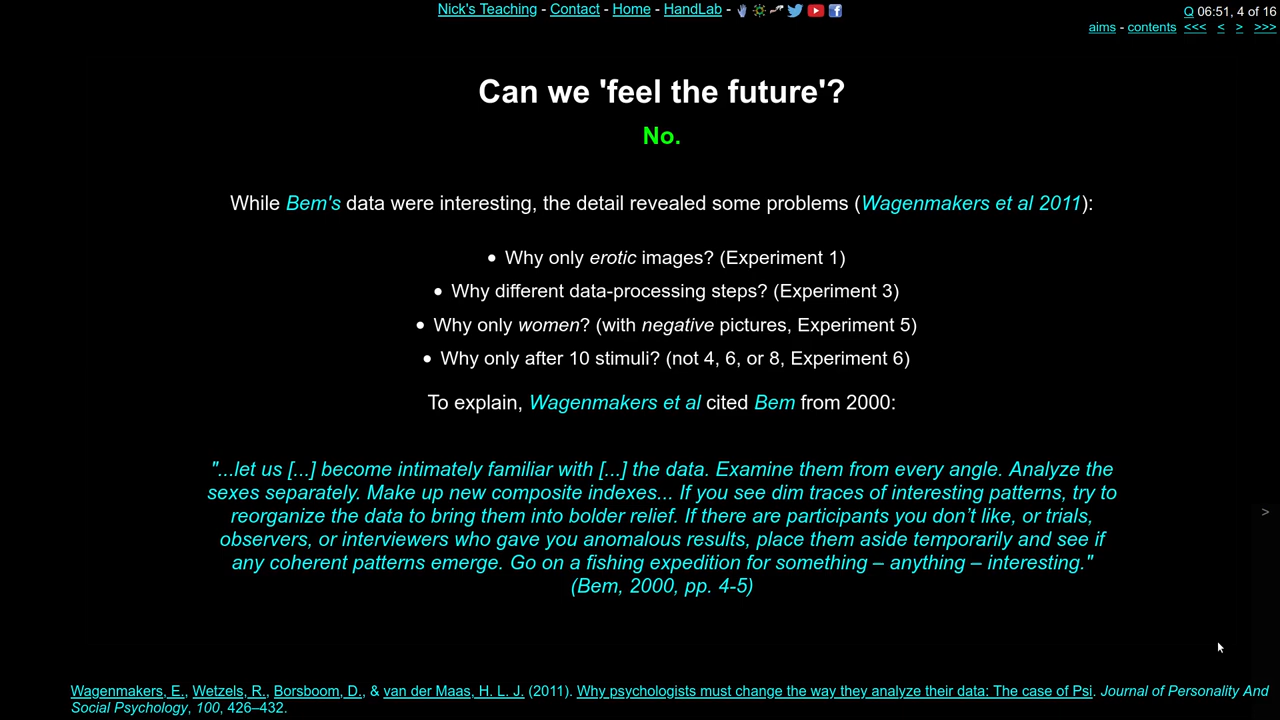 Nick's Teaching - Contact - Home - HandLab -
Q 06:51, 4 of 16
aims - contents <<< < > >>>
Can we 'feel the future'?
No.
While Bem's data were interesting, the detail revealed some problems (Wagenmakers et al 2011):
• Why only erotic images? (Experiment 1)
• Why different data-processing steps? (Experiment 3)
• Why only women? (with negative pictures, Experiment 5)
• Why only after 10 stimuli? (not 4, 6, or 8, Experiment 6)
To explain, Wagenmakers et al cited Bem from 2000:
"...let us [...] become intimately familiar with [...] the data. Examine them from every angle. Analyze the
sexes separately. Make up new composite indexes... If you see dim traces of interesting patterns, try to
reorganize the data to bring them into bolder relief. If there are participants you don’t like, or trials,
observers, or interviewers who gave you anomalous results, place them aside temporarily and see if
any coherent patterns emerge. Go on a fishing expedition for something – anything – interesting."
(Bem, 2000, pp. 4-5)
>
Wagenmakers, E., Wetzels, R., Borsboom, D., & van der Maas, H. L. J. (2011). Why psychologists must change the way they analyze their data: The case of Psi. Journal of Personality And
Social Psychology, 100, 426–432.